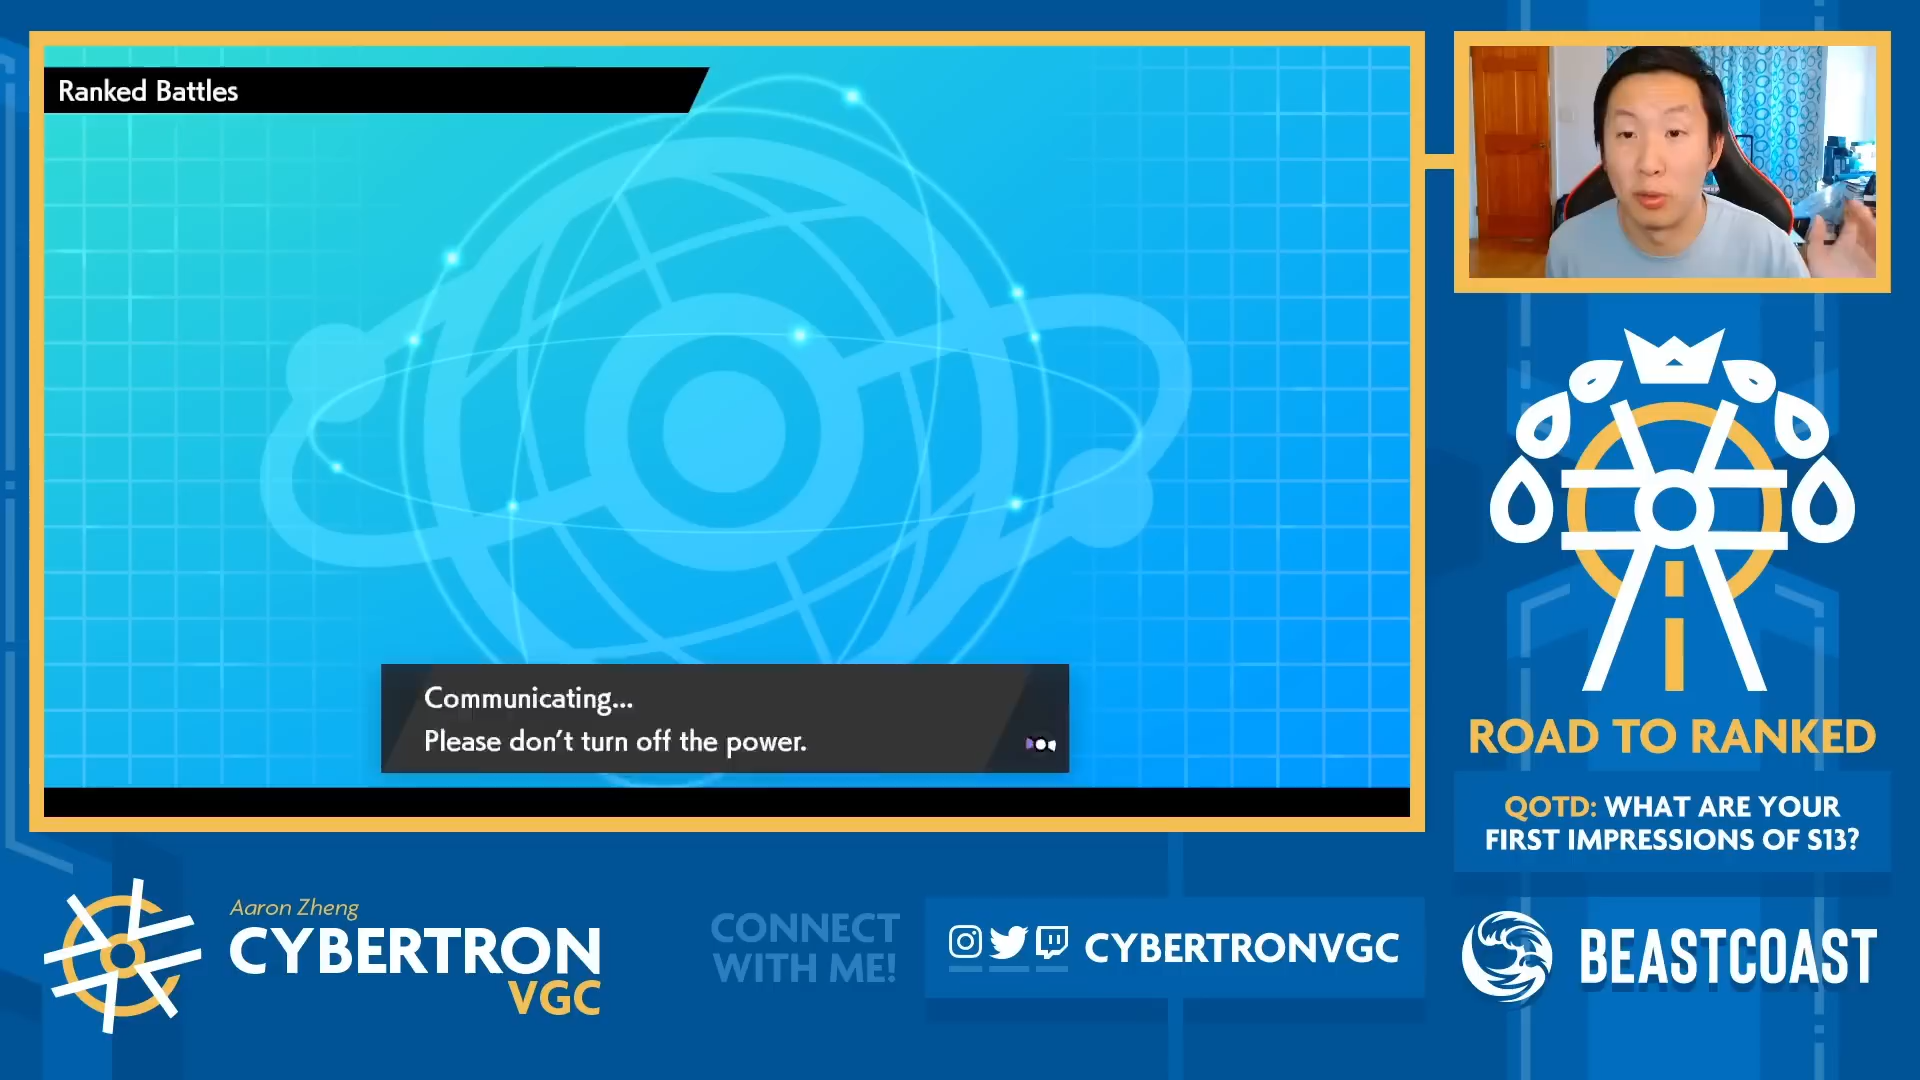 Ranked Battles
Communicating...
Please don't turn off the power.
ROAD TO RANKED
QOTD: WHAT ARE YOUR
FIRST IMPRESSIONS OF S13?
Aaron Zheng
CYBERTRON
VGC
CONNECT
WITH ME!
CYBERTRONVGC
BEASTCOAST